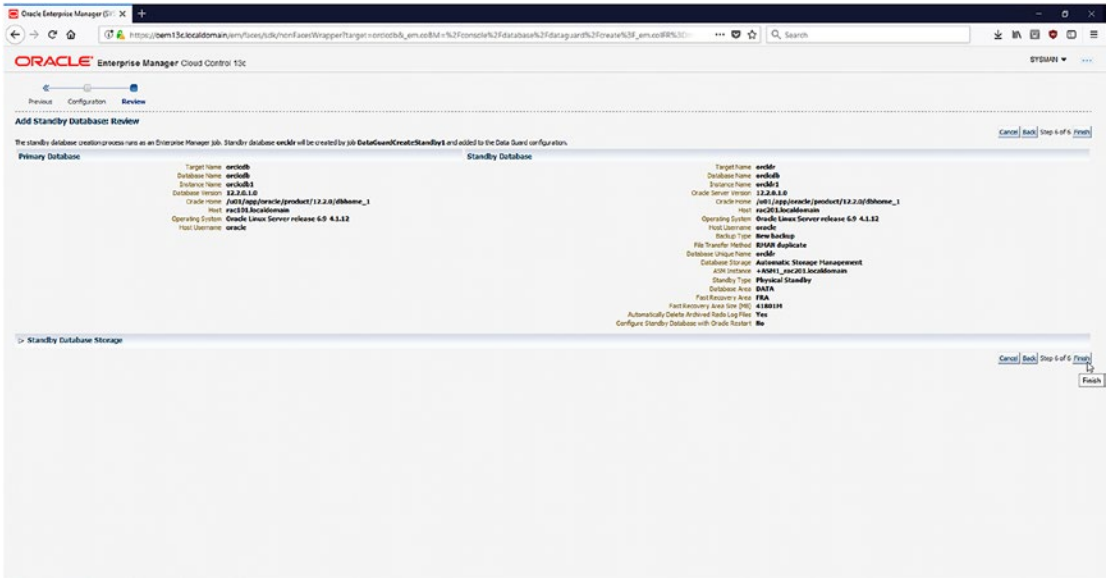 Oracle Enterprise Manager (SY
https://oem13c.localdomain/em/faces/sdk/nonFacesWrapper?target=orclcdb&_em.coBM=%2Fconsole%2Fdatabase%2Fdataguard%2Fcreate%3F_em.coIFR%3D
Search
ORACLE Enterprise Manager Cloud Control 13c
SYSMAN
Previous Configuration Review
Add Standby Database: Review
Cancel Back Step 6 of 6 Finish
The standby database creation process runs as an Enterprise Manager job. Standby database orcldr will be created by job DataGuardCreateStandby1 and added to the Data Guard configuration.
Primary Database
Target Name orclcdb
Database Name orclcdb
Instance Name orclcdb1
Database Version 12.2.0.1.0
Oracle Home /u01/app/oracle/product/12.2.0/dbhome_1
Host rac101.localdomain
Operating System Oracle Linux Server release 6.9 4.1.12
Host Username oracle
Standby Database
Target Name orcldr
Database Name orclcdb
Instance Name orcldr1
Oracle Server Version 12.2.0.1.0
Oracle Home /u01/app/oracle/product/12.2.0/dbhome_1
Host rac201.localdomain
Operating System Oracle Linux Server release 6.9 4.1.12
Host Username oracle
Backup Type New backup
File Transfer Method RMAN duplicate
Database Unique Name orcldr
Database Storage Automatic Storage Management
ASM Instance +ASM1_rac201.localdomain
Standby Type Physical Standby
Database Area DATA
Fast Recovery Area FRA
Fast Recovery Area Size (MB) 41801M
Automatically Delete Archived Redo Log Files Yes
Configure Standby Database with Oracle Restart No
Standby Database Storage
Cancel Back Step 6 of 6 Finish
Finish